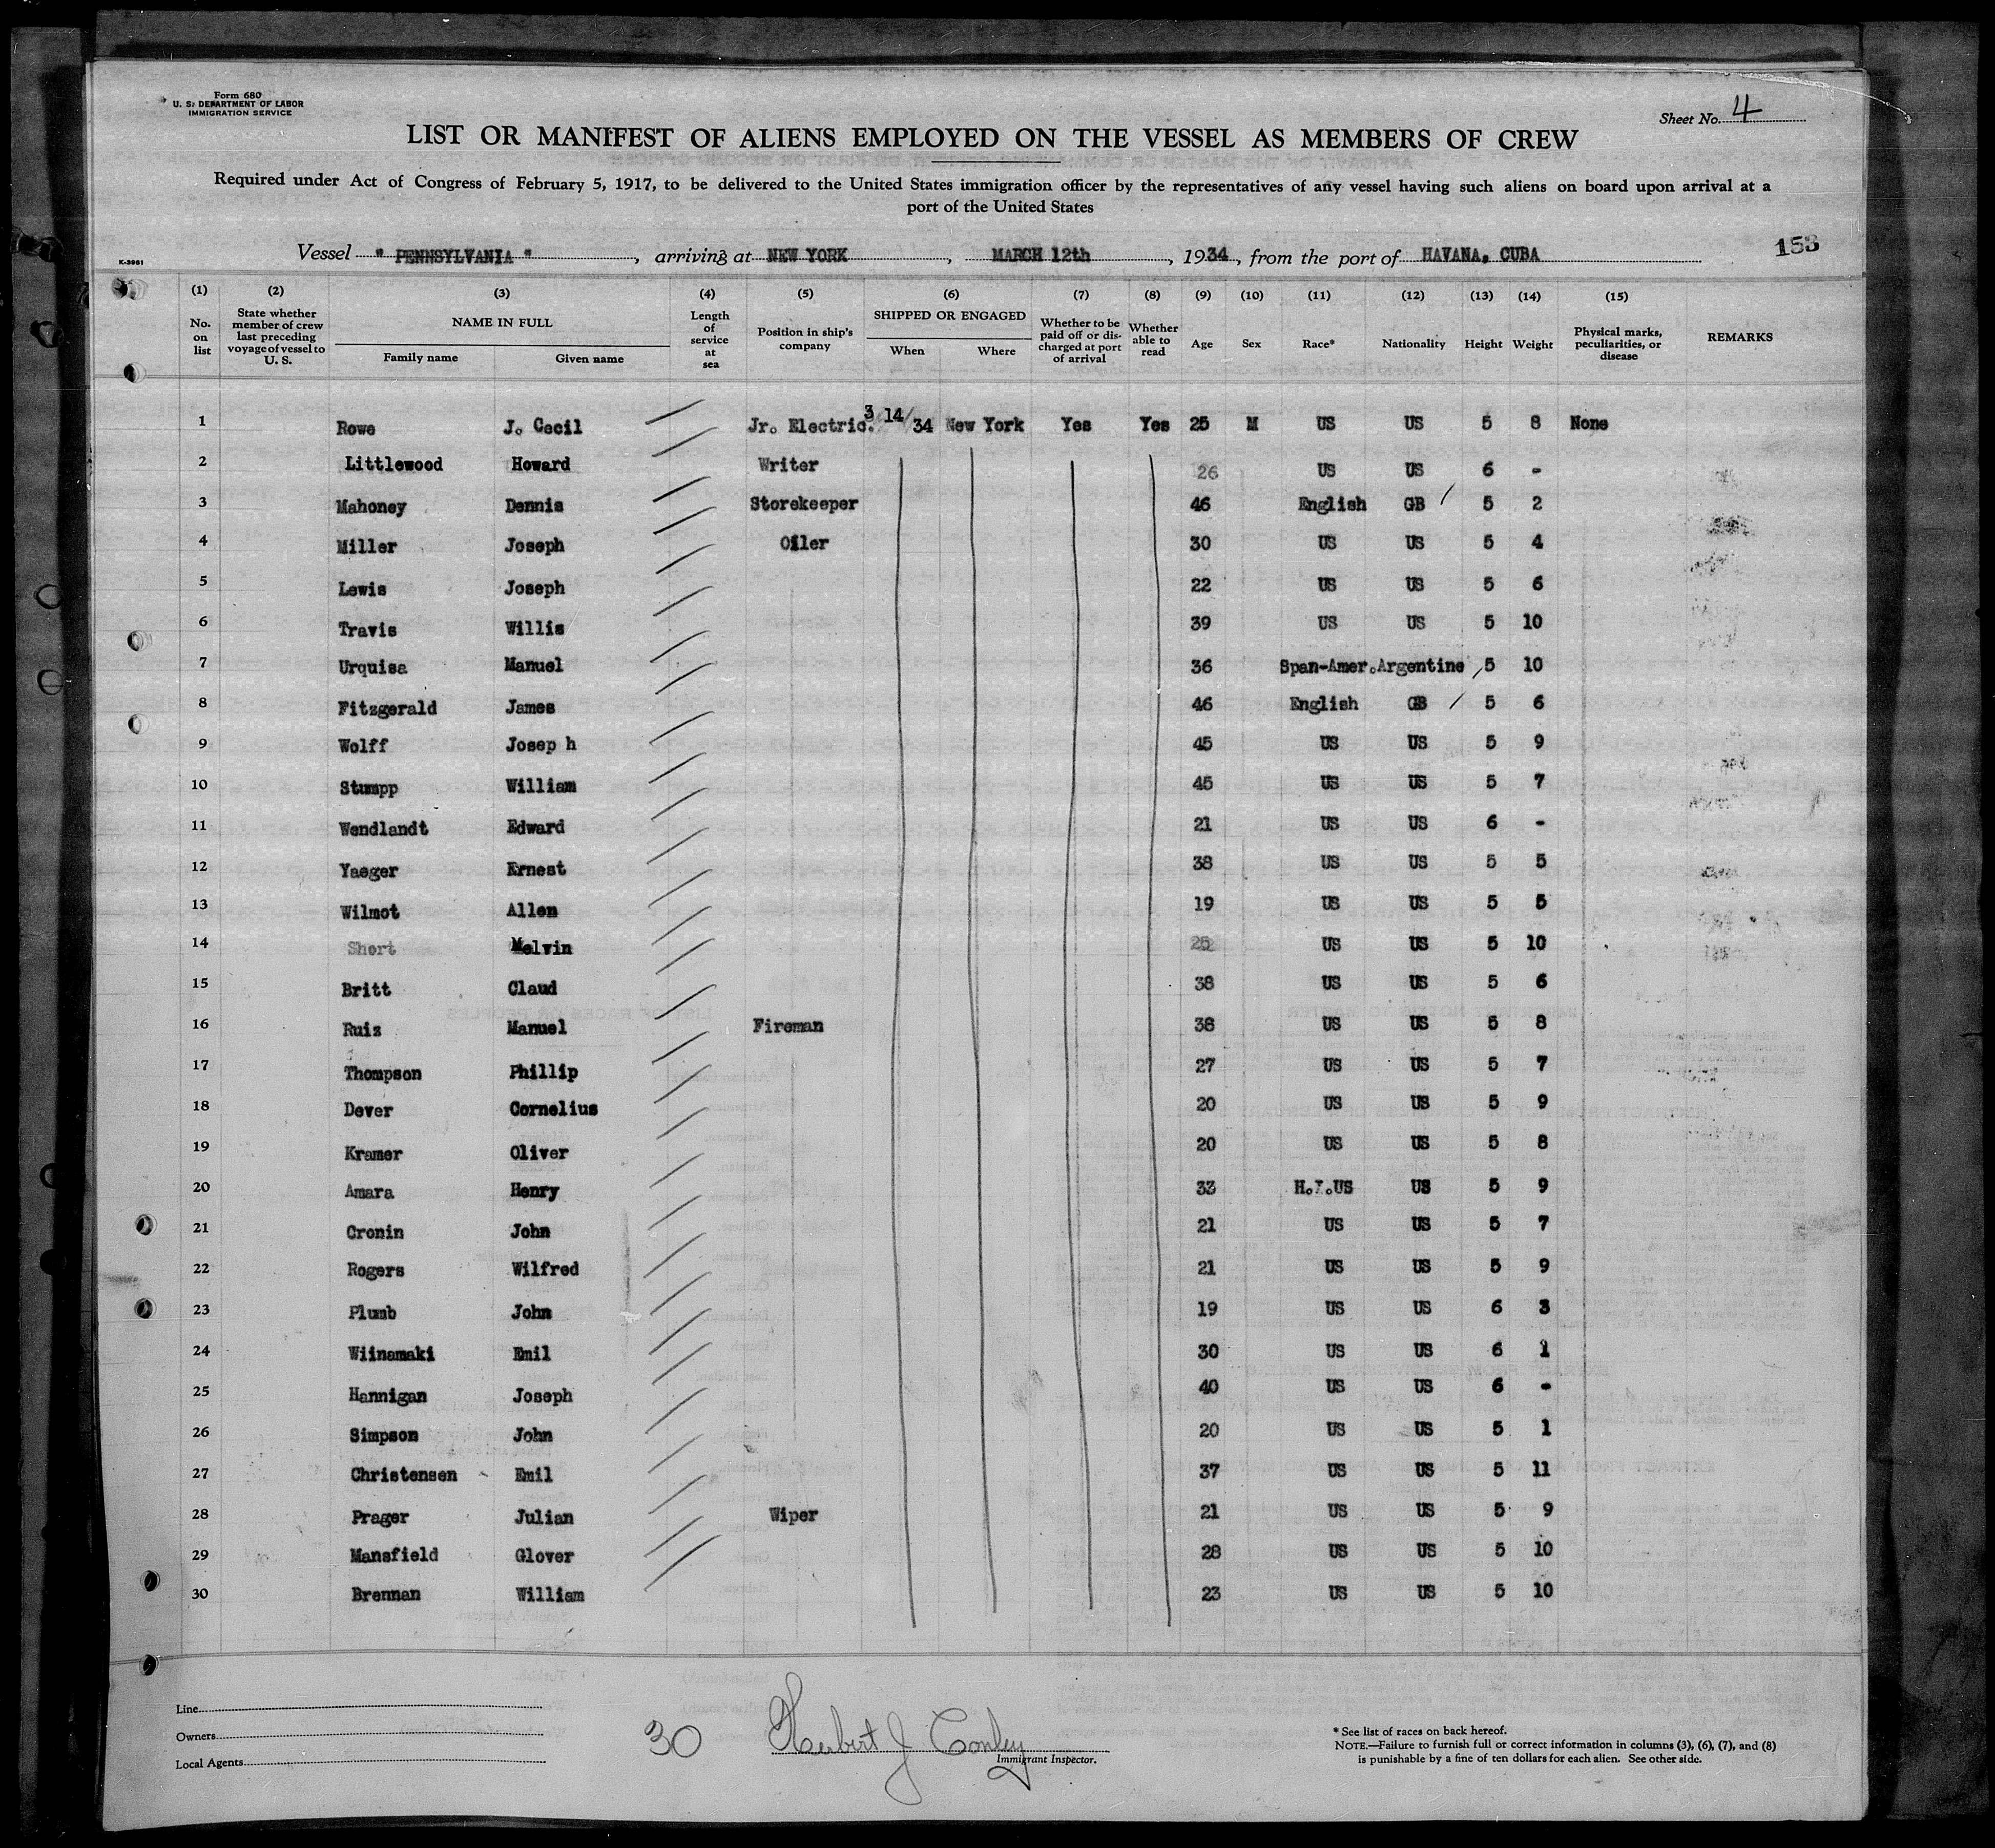 Form 680
U. S. DEPARTMENT OF LABOR
IMMIGRATION SERVICE
Sheet No. 4
LIST OR MANIFEST OF ALIENS EMPLOYED ON THE VESSEL AS MEMBERS OF CREW
Required under Act of Congress of February 5, 1917, to be delivered to the United States immigration officer by the representatives of any vessel having such aliens on board upon arrival at a
port of the United States
K-3961
Vessel " PENNSYLVANIA ", arriving at NEW YORK, MARCH 12th, 1934, from the port of HAVANA, CUBA
153
(1) (2) (3) (4) (5) (6) (7) (8) (9) (10) (11) (12) (13) (14) (15)
No. on list State whether member of crew last preceding voyage of vessel to U. S. NAME IN FULL Family name Given name Length of service at sea Position in ship's company SHIPPED OR ENGAGED When Where Whether to be paid off or discharged at port of arrival Whether able to read Age Sex Race* Nationality Height Weight Physical marks, peculiarities, or disease REMARKS
1 Rowe J. Cecil Jr. Electric. 3 14/34 New York Yes Yes 25 M US US 5 8 None
2 Littlewood Howard Writer 26 US US 6 -
3 Mahoney Dennis Storekeeper 46 English GB 5 2
4 Miller Joseph Oiler 30 US US 5 4
5 Lewis Joseph 22 US US 5 6
6 Travis Willis 39 US US 5 10
7 Urquisa Manuel 36 Span-Amer. Argentine 5 10
8 Fitzgerald James 46 English GB 5 6
9 Wolff Josep h 45 US US 5 9
10 Stumpp William 45 US US 5 7
11 Wendlandt Edward 21 US US 6 -
12 Yaeger Ernest 38 US US 5 5
13 Wilmot Allen 19 US US 5 5
14 Short Melvin 25 US US 5 10
15 Britt Claud 38 US US 5 6
16 Ruiz Manuel Fireman 38 US US 5 8
17 Thompson Phillip 27 US US 5 7
18 Dever Cornelius 20 US US 5 9
19 Kramer Oliver 20 US US 5 8
20 Amara Henry 33 H.I.US US 5 9
21 Cronin John 21 US US 5 7
22 Rogers Wilfred 21 US US 5 9
23 Plumb John 19 US US 6 3
24 Wiinamaki Emil 30 US US 6 1
25 Hannigan Joseph 40 US US 6 -
26 Simpson John 20 US US 5 1
27 Christensen Emil 37 US US 5 11
28 Prager Julian Wiper 21 US US 5 9
29 Mansfield Glover 28 US US 5 10
30 Brennan William 23 US US 5 10
Line
Owners
Local Agents
30
Herbert J Conley
Immigrant Inspector.
* See list of races on back hereof.
NOTE.—Failure to furnish full or correct information in columns (3), (6), (7), and (8)
is punishable by a fine of ten dollars for each alien. See other side.